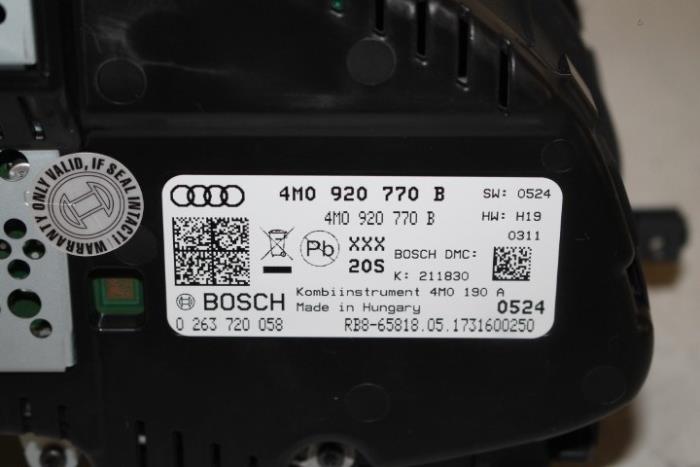 WARRANTY ONLY VALID, IF SEAL INTACT!
4M0 920 770 B
SW: 0524
4M0 920 770 B
HW: H19
0311
Pb
XXX
20S
BOSCH DMC:
K: 211830
BOSCH
Kombiinstrument 4M0 190 A
Made in Hungary
0524
0 263 720 058
RB8-65818.05.1731600250